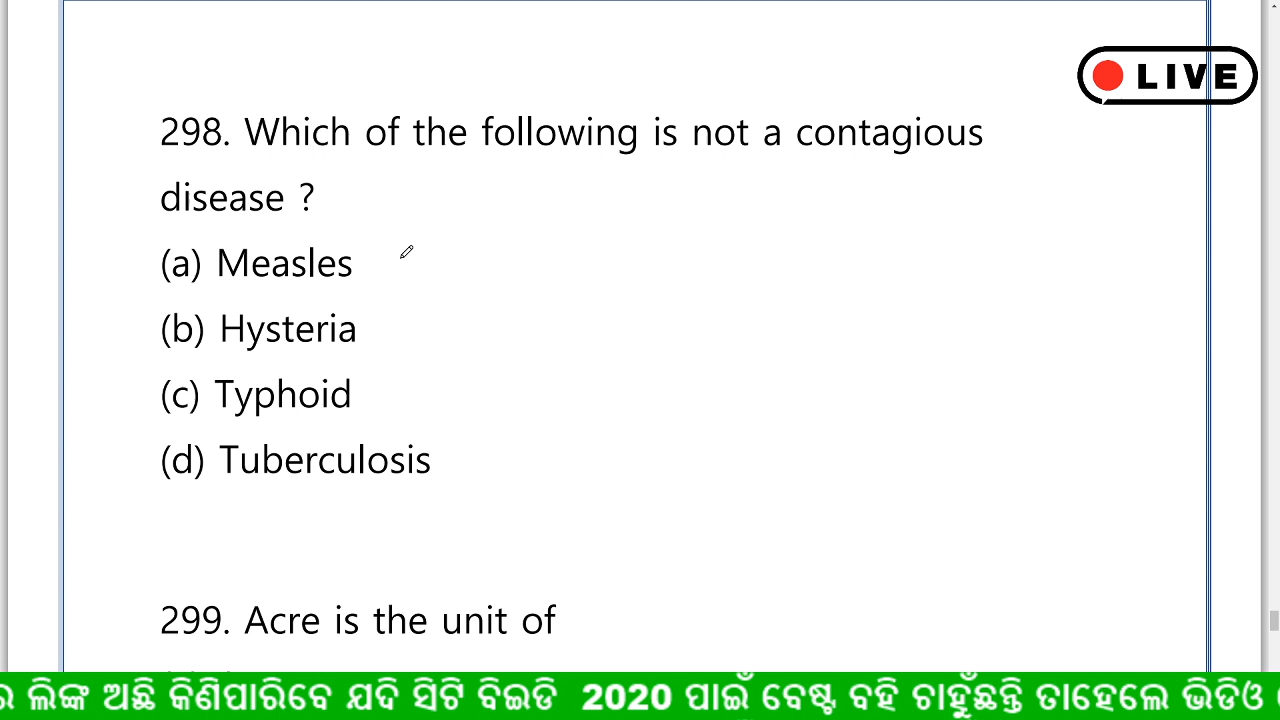 LIVE
298. Which of the following is not a contagious
disease ?
(a) Measles
(b) Hysteria
(c) Typhoid
(d) Tuberculosis
299. Acre is the unit of
ଲିଙ୍କ ଅଛି କିଣିପାରିବେ ଯଦି ସିଟି ବିଇଡି 2020 ପାଇଁ ବେଷ୍ଟ ବହି ଚାହୁଁଛନ୍ତି ତାହେଲେ ଭିଡିଓ